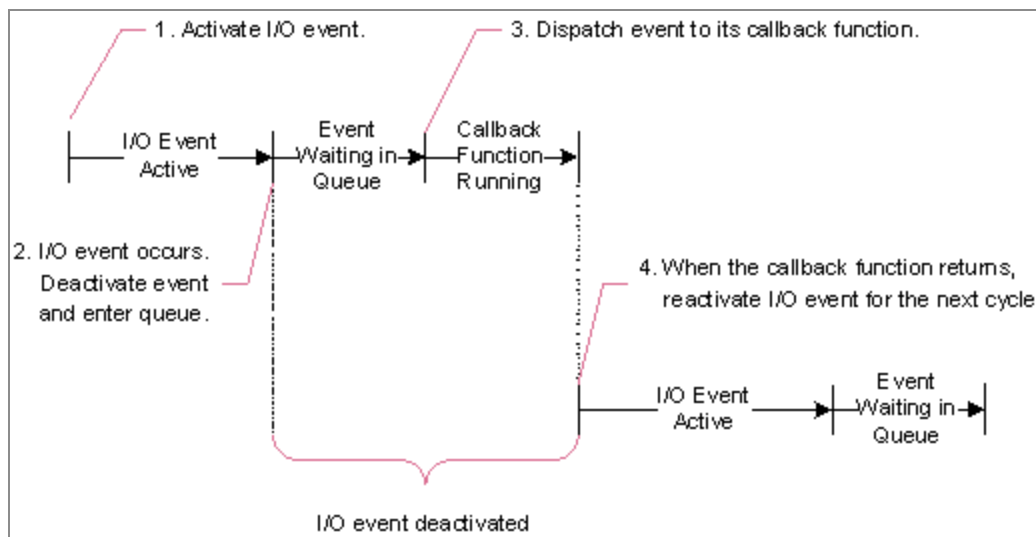 1. Activate I/O event.
3. Dispatch event to its callback function.
I/O Event
Active
Event
Waiting in
Queue
Callback
Function
Running
2. I/O event occurs.
Deactivate event
and enter queue.
4. When the callback function returns,
reactivate I/O event for the next cycle
I/O Event
Active
Event
Waiting in
Queue
I/O event deactivated